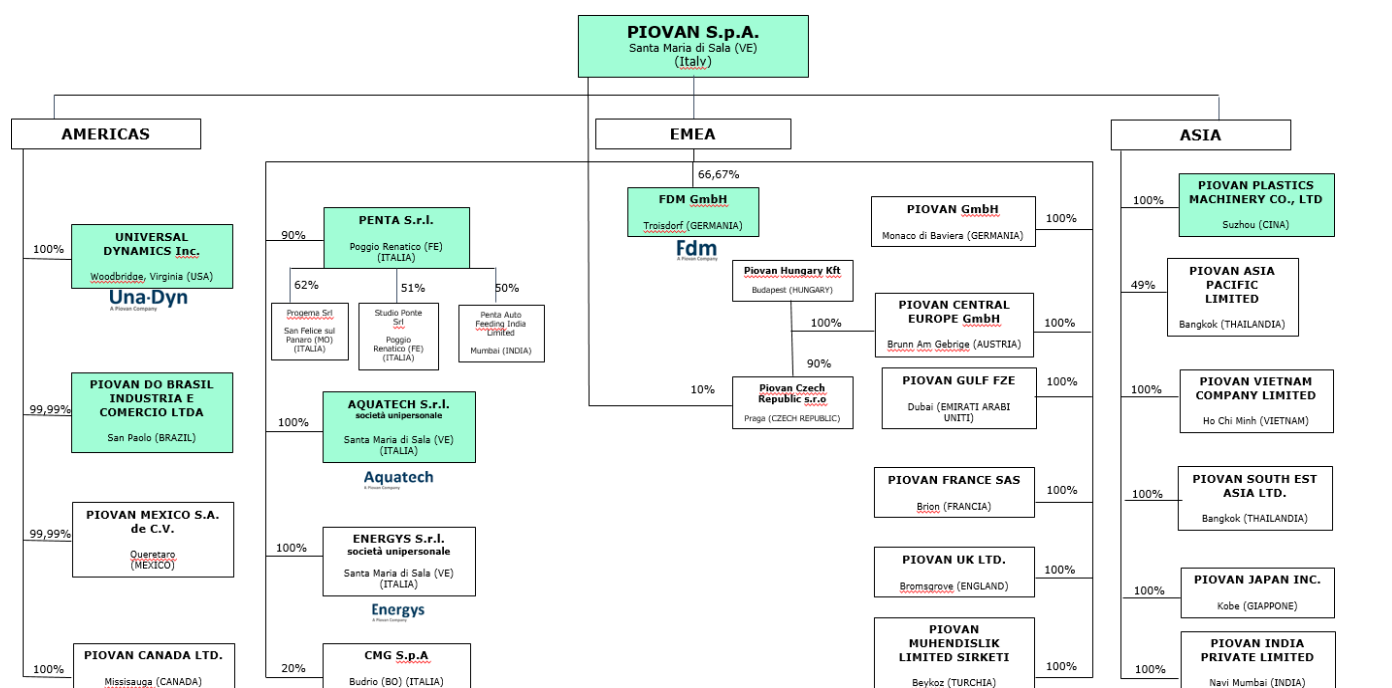 PIOVAN S.p.A.
Santa Maria di Sala (VE)
(Italy)
AMERICAS
EMEA
ASIA
100%
UNIVERSAL
DYNAMICS Inc.
Woodbridge, Virginia (USA)
Una-Dyn
A Piovan Company
99,99%
PIOVAN DO BRASIL
INDUSTRIA E
COMERCIO LTDA
San Paolo (BRAZIL)
99,99%
PIOVAN MEXICO S.A.
de C.V.
Queretaro
(MEXICO)
100%
PIOVAN CANADA LTD.
Missisauga (CANADA)
90%
PENTA S.r.l.
Poggio Renatico (FE)
(ITALIA)
62%
51%
50%
Progema Srl
San Felice sul
Panaro (MO)
(ITALIA)
Studio Ponte
Srl
Poggio
Renatico (FE)
(ITALIA)
Penta Auto
Feeding India
Limited
Mumbai (INDIA)
100%
AQUATECH S.r.l.
società unipersonale
Santa Maria di Sala (VE)
(ITALIA)
Aquatech
A Piovan Company
100%
ENERGYS S.r.l.
società unipersonale
Santa Maria di Sala (VE)
(ITALIA)
Energys
A Piovan Company
20%
CMG S.p.A
Budrio (BO) (ITALIA)
66,67%
FDM GmbH
Troisdorf (GERMANIA)
Fdm
A Piovan Company
Piovan Hungary Kft
Budapest (HUNGARY)
100%
90%
10%
Piovan Czech
Republic s.r.o
Praga (CZECH REPUBLIC)
PIOVAN GmbH
Monaco di Baviera (GERMANIA)
100%
PIOVAN CENTRAL
EUROPE GmbH
Brunn Am Gebrige (AUSTRIA)
100%
PIOVAN GULF FZE
Dubai (EMIRATI ARABI
UNITI)
100%
PIOVAN FRANCE SAS
Brion (FRANCIA)
100%
PIOVAN UK LTD.
Bromsgrove (ENGLAND)
100%
PIOVAN
MUHENDISLIK
LIMITED SIRKETI
Beykoz (TURCHIA)
100%
100%
PIOVAN PLASTICS
MACHINERY CO., LTD
Suzhou (CINA)
49%
PIOVAN ASIA
PACIFIC
LIMITED
Bangkok (THAILANDIA)
100%
PIOVAN VIETNAM
COMPANY LIMITED
Ho Chi Minh (VIETNAM)
100%
PIOVAN SOUTH EST
ASIA LTD.
Bangkok (THAILANDIA)
100%
PIOVAN JAPAN INC.
Kobe (GIAPPONE)
100%
PIOVAN INDIA
PRIVATE LIMITED
Navi Mumbai (INDIA)